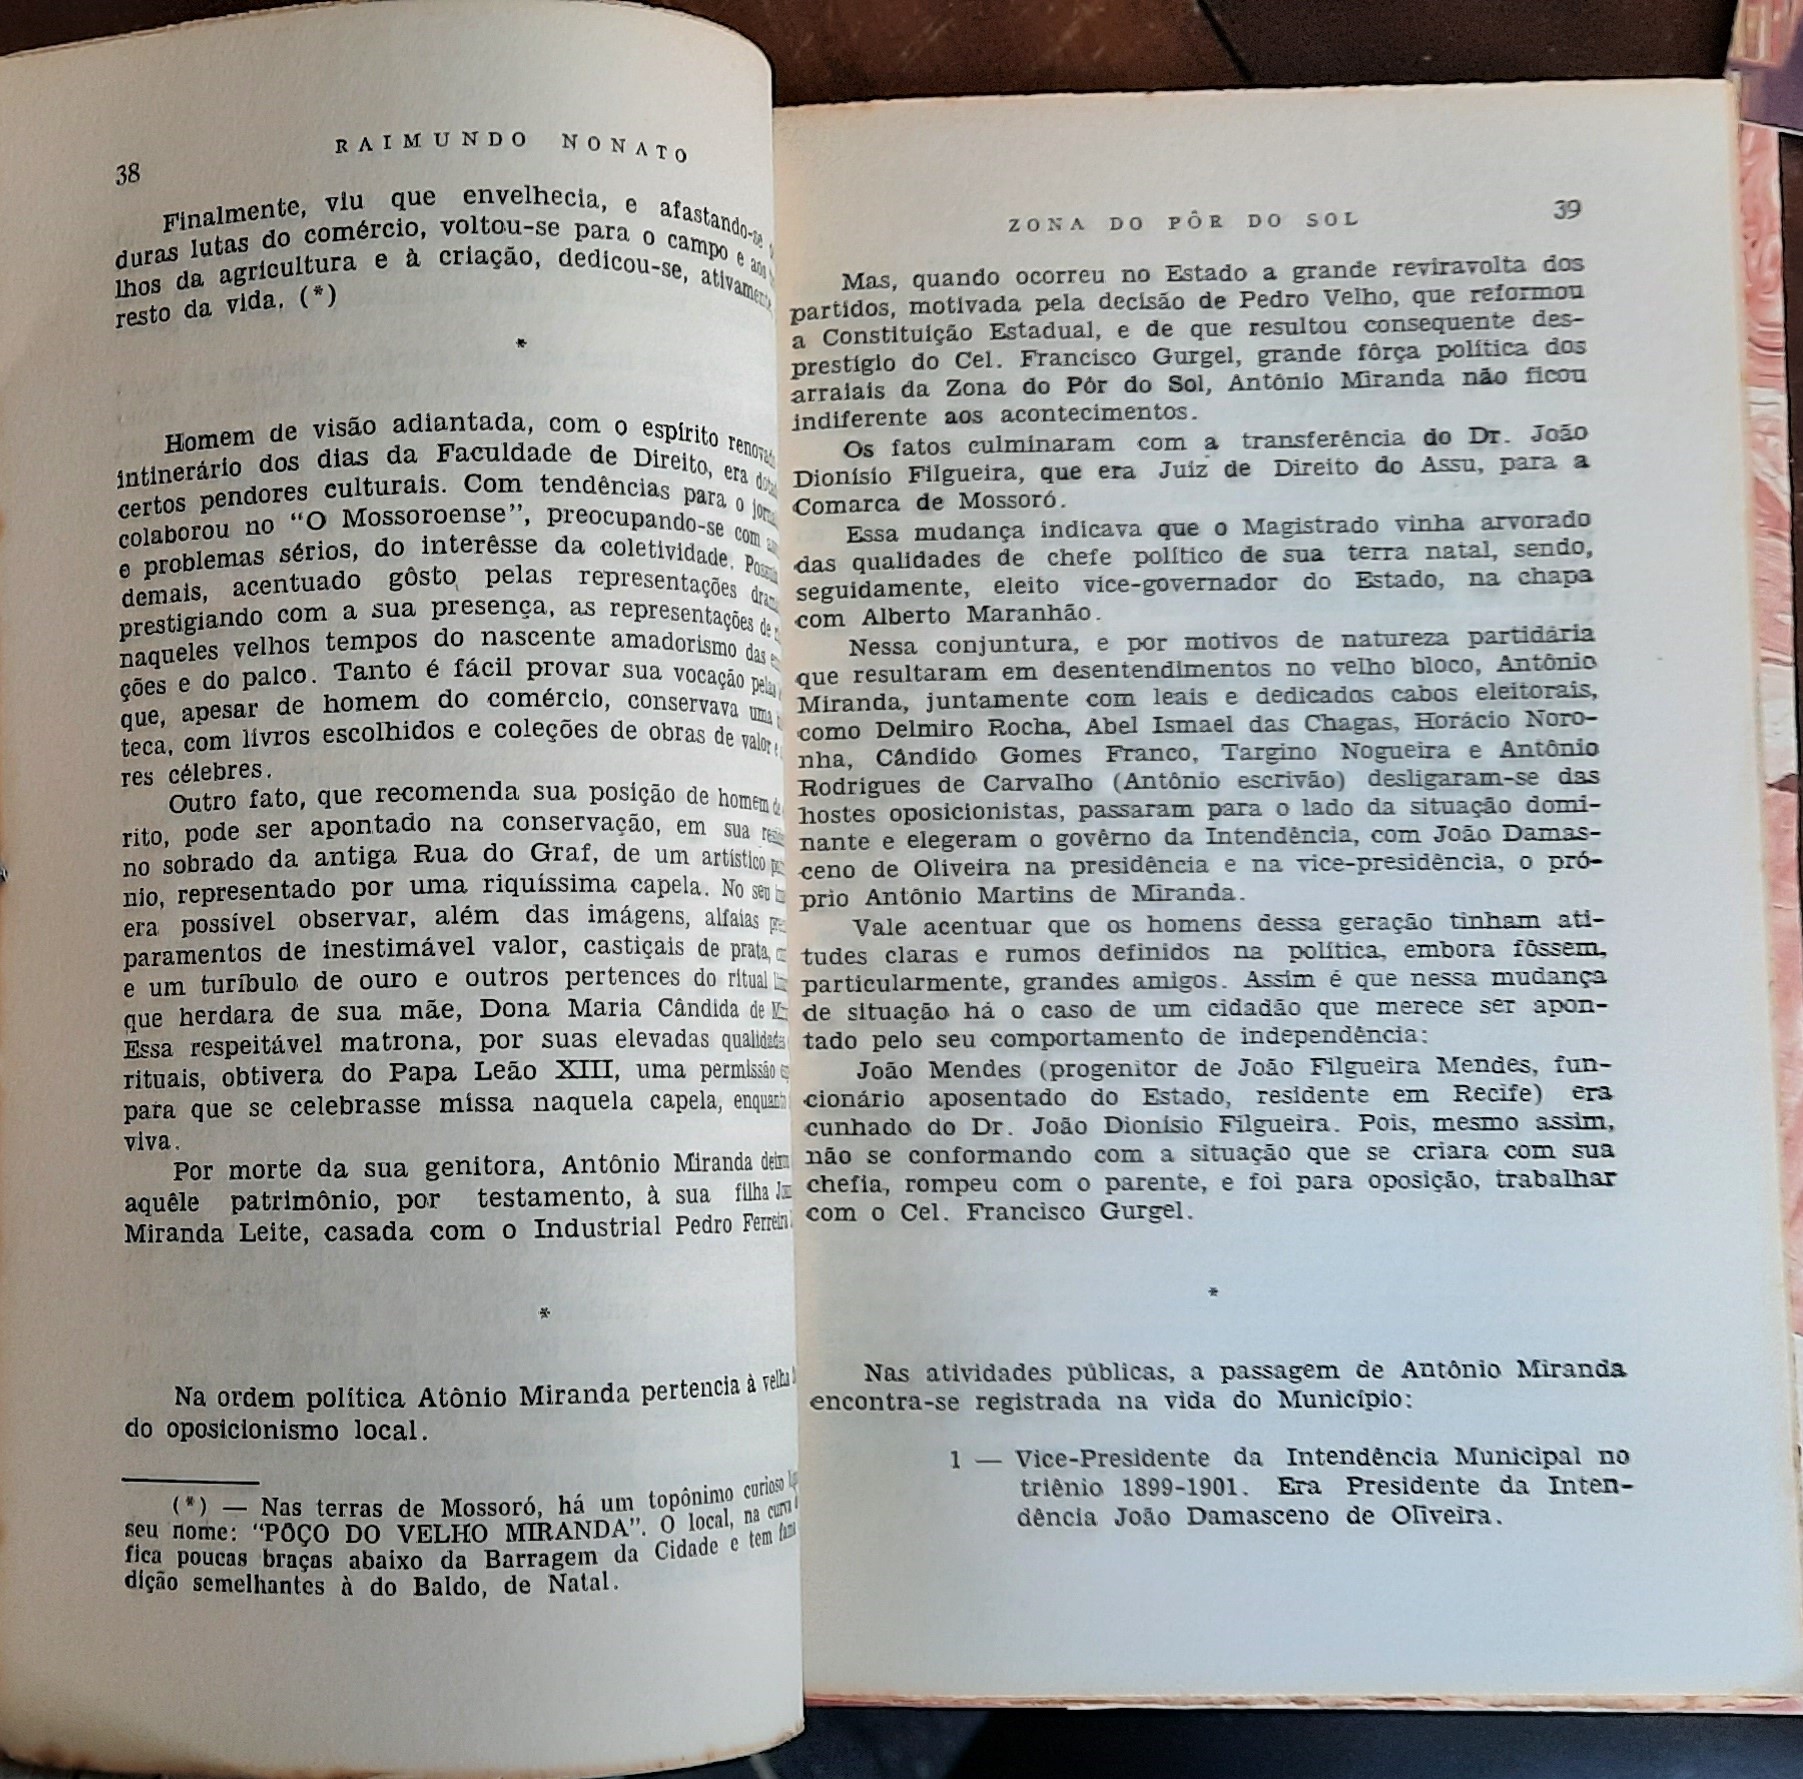 38
RAIMUNDO NONATO
Finalmente, viu que envelhecia, e afastando-se
duras lutas do comércio, voltou-se para o campo e aos
lhos da agricultura e à criação, dedicou-se, ativamente
resto da vida. (*)
*
Homem de visão adiantada, com o espírito
intinerário dos dias da Faculdade de Direito, era
certos pendores culturais. Com tendências para o
colaborou no "O Mossoroense", preocupando-se com
e problemas sérios, do interêsse da coletividade.
demais, acentuado gôsto pelas representações
prestigiando com a sua presença, as representações de
naqueles velhos tempos do nascente amadorismo das
ções e do palco. Tanto é fácil provar sua vocação pelas
que, apesar de homem do comércio, conservava uma
teca, com livros escolhidos e coleções de obras de valor e
res célebres.
Outro fato, que recomenda sua posição de homem de
rito, pode ser apontado na conservação, em sua
no sobrado da antiga Rua do Graf, de um artístico
nio, representado por uma riquíssima capela. No seu
era possível observar, além das imágens, alfaias
paramentos de inestimável valor, castiçais de prata,
e um turíbulo de ouro e outros pertences do ritual
que herdara de sua mãe, Dona Maria Cândida de
Essa respeitável matrona, por suas elevadas qualidades
rituais, obtivera do Papa Leão XIII, uma permissão
para que se celebrasse missa naquela capela, enquanto
viva.
Por morte da sua genitora, Antônio Miranda
aquêle patrimônio, por testamento, à sua filha
Miranda Leite, casada com o Industrial Pedro Ferreira
*
Na ordem política Atônio Miranda pertencia à velha
do oposicionismo local.
(*) — Nas terras de Mossoró, há um topônimo curioso
seu nome: "POÇO DO VELHO MIRANDA". O local, na curva
fica poucas braças abaixo da Barragem da Cidade e tem fama
dição semelhantes à do Baldo, de Natal.
ZONA DO PÔR DO SOL
39
Mas, quando ocorreu no Estado a grande reviravolta dos
partidos, motivada pela decisão de Pedro Velho, que reformou
a Constituição Estadual, e de que resultou consequente des-
prestígio do Cel. Francisco Gurgel, grande fôrça política dos
arraiais da Zona do Pôr do Sol, Antônio Miranda não ficou
indiferente aos acontecimentos.
Os fatos culminaram com a transferência do Dr. João
Dionísio Filgueira, que era Juiz de Direito do Assu, para a
Comarca de Mossoró.
Essa mudança indicava que o Magistrado vinha arvorado
das qualidades de chefe político de sua terra natal, sendo,
seguidamente, eleito vice-governador do Estado, na chapa
com Alberto Maranhão.
Nessa conjuntura, e por motivos de natureza partidária
que resultaram em desentendimentos no velho bloco, Antônio
Miranda, juntamente com leais e dedicados cabos eleitorais,
como Delmiro Rocha, Abel Ismael das Chagas, Horácio Noro-
nha, Cândido Gomes Franco, Targino Nogueira e Antônio
Rodrigues de Carvalho (Antônio escrivão) desligaram-se das
hostes oposicionistas, passaram para o lado da situação domi-
nante e elegeram o govêrno da Intendência, com João Damas-
ceno de Oliveira na presidência e na vice-presidência, o pró-
prio Antônio Martins de Miranda.
Vale acentuar que os homens dessa geração tinham ati-
tudes claras e rumos definidos na política, embora fôssem,
particularmente, grandes amigos. Assim é que nessa mudança
de situação há o caso de um cidadão que merece ser apon-
tado pelo seu comportamento de independência:
João Mendes (progenitor de João Filgueira Mendes, fun-
cionário aposentado do Estado, residente em Recife) era
cunhado do Dr. João Dionísio Filgueira. Pois, mesmo assim,
não se conformando com a situação que se criara com sua
chefia, rompeu com o parente, e foi para oposição, trabalhar
com o Cel. Francisco Gurgel.
*
Nas atividades públicas, a passagem de Antônio Miranda
encontra-se registrada na vida do Município:
1 — Vice-Presidente da Intendência Municipal no
triênio 1899-1901. Era Presidente da Inten-
dência João Damasceno de Oliveira.